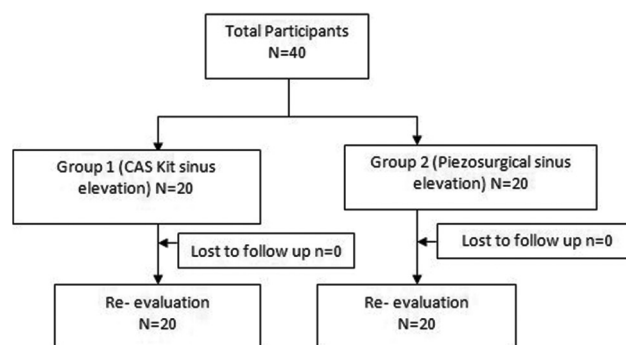 Total Participants
N=40
Group 1 (CAS Kit sinus
elevation) N=20
Group 2 (Piezosurgical sinus
elevation) N=20
Lost to follow up n=0
Lost to follow up n=0
Re- evaluation
N=20
Re- evaluation
N=20